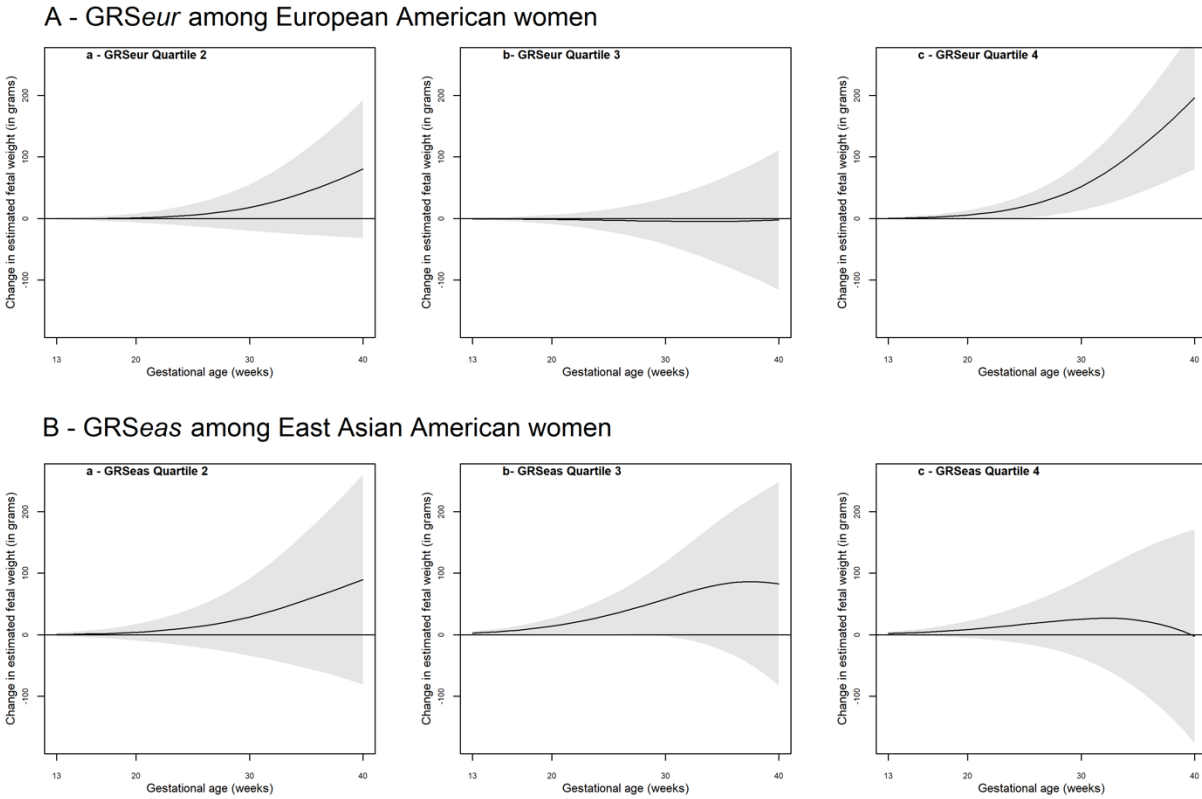 A - GRSeur among European American women
a - GRSeur Quartile 2
Change in estimated fetal weight (in grams)
200
100
0
-100
13 20 30 40
Gestational age (weeks)
b- GRSeur Quartile 3
Change in estimated fetal weight (in grams)
200
100
0
-100
13 20 30 40
Gestational age (weeks)
c - GRSeur Quartile 4
Change in estimated fetal weight (in grams)
200
100
0
-100
13 20 30 40
Gestational age (weeks)
B - GRSeas among East Asian American women
a - GRSeas Quartile 2
Change in estimated fetal weight (in grams)
200
100
0
-100
13 20 30 40
Gestational age (weeks)
b- GRSeas Quartile 3
Change in estimated fetal weight (in grams)
200
100
0
-100
13 20 30 40
Gestational age (weeks)
c - GRSeas Quartile 4
Change in estimated fetal weight (in grams)
200
100
0
-100
13 20 30 40
Gestational age (weeks)